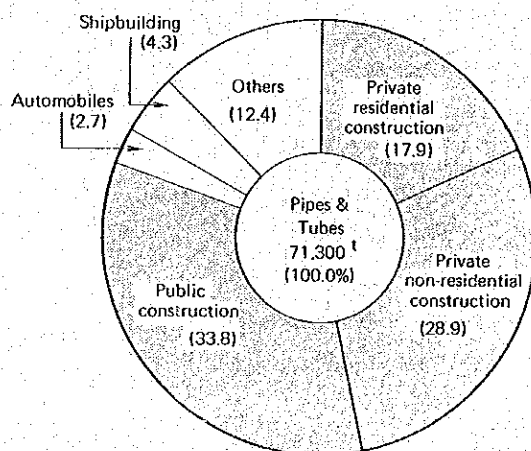 Shipbuilding
(4.3)
Automobiles
(2.7)
Others
(12.4)
Private
residential
construction
(17.9)
Pipes &
Tubes
71,300 t
(100.0%)
Private
non-residential
construction
(28.9)
Public
construction
(33.8)